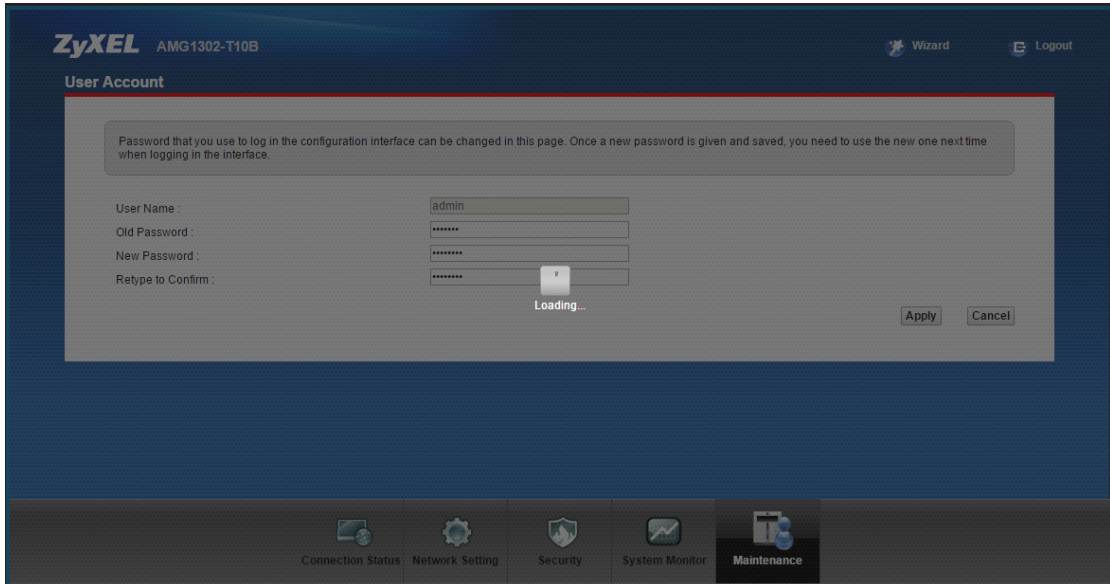 ZyXEL AMG1302-T10B
Wizard
Logout
User Account
Password that you use to log in the configuration interface can be changed in this page. Once a new password is given and saved, you need to use the new one next time
when logging in the interface.
User Name :
admin
Old Password :
•••••••
New Password :
••••••••
Retype to Confirm :
••••••••
Loading...
Apply
Cancel
Connection Status
Network Setting
Security
System Monitor
Maintenance